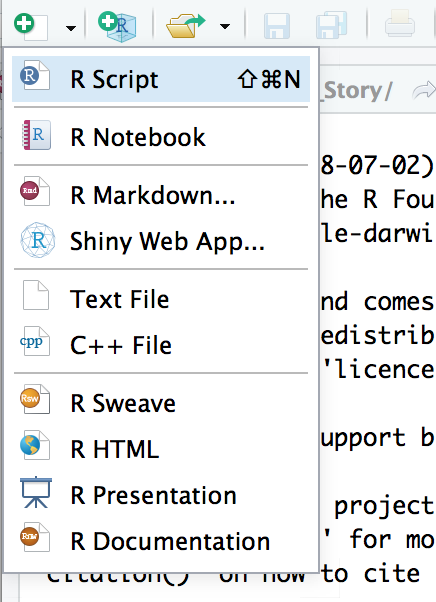 R Script ⇧⌘N
_Story/
R Notebook
8-07-02)
R Markdown...
he R Fou
Shiny Web App...
le-darwi
Text File
nd comes
C++ File
edistrib
'licence
R Sweave
R HTML
upport b
R Presentation
project
R Documentation
' for mo
citation()' on how to cite